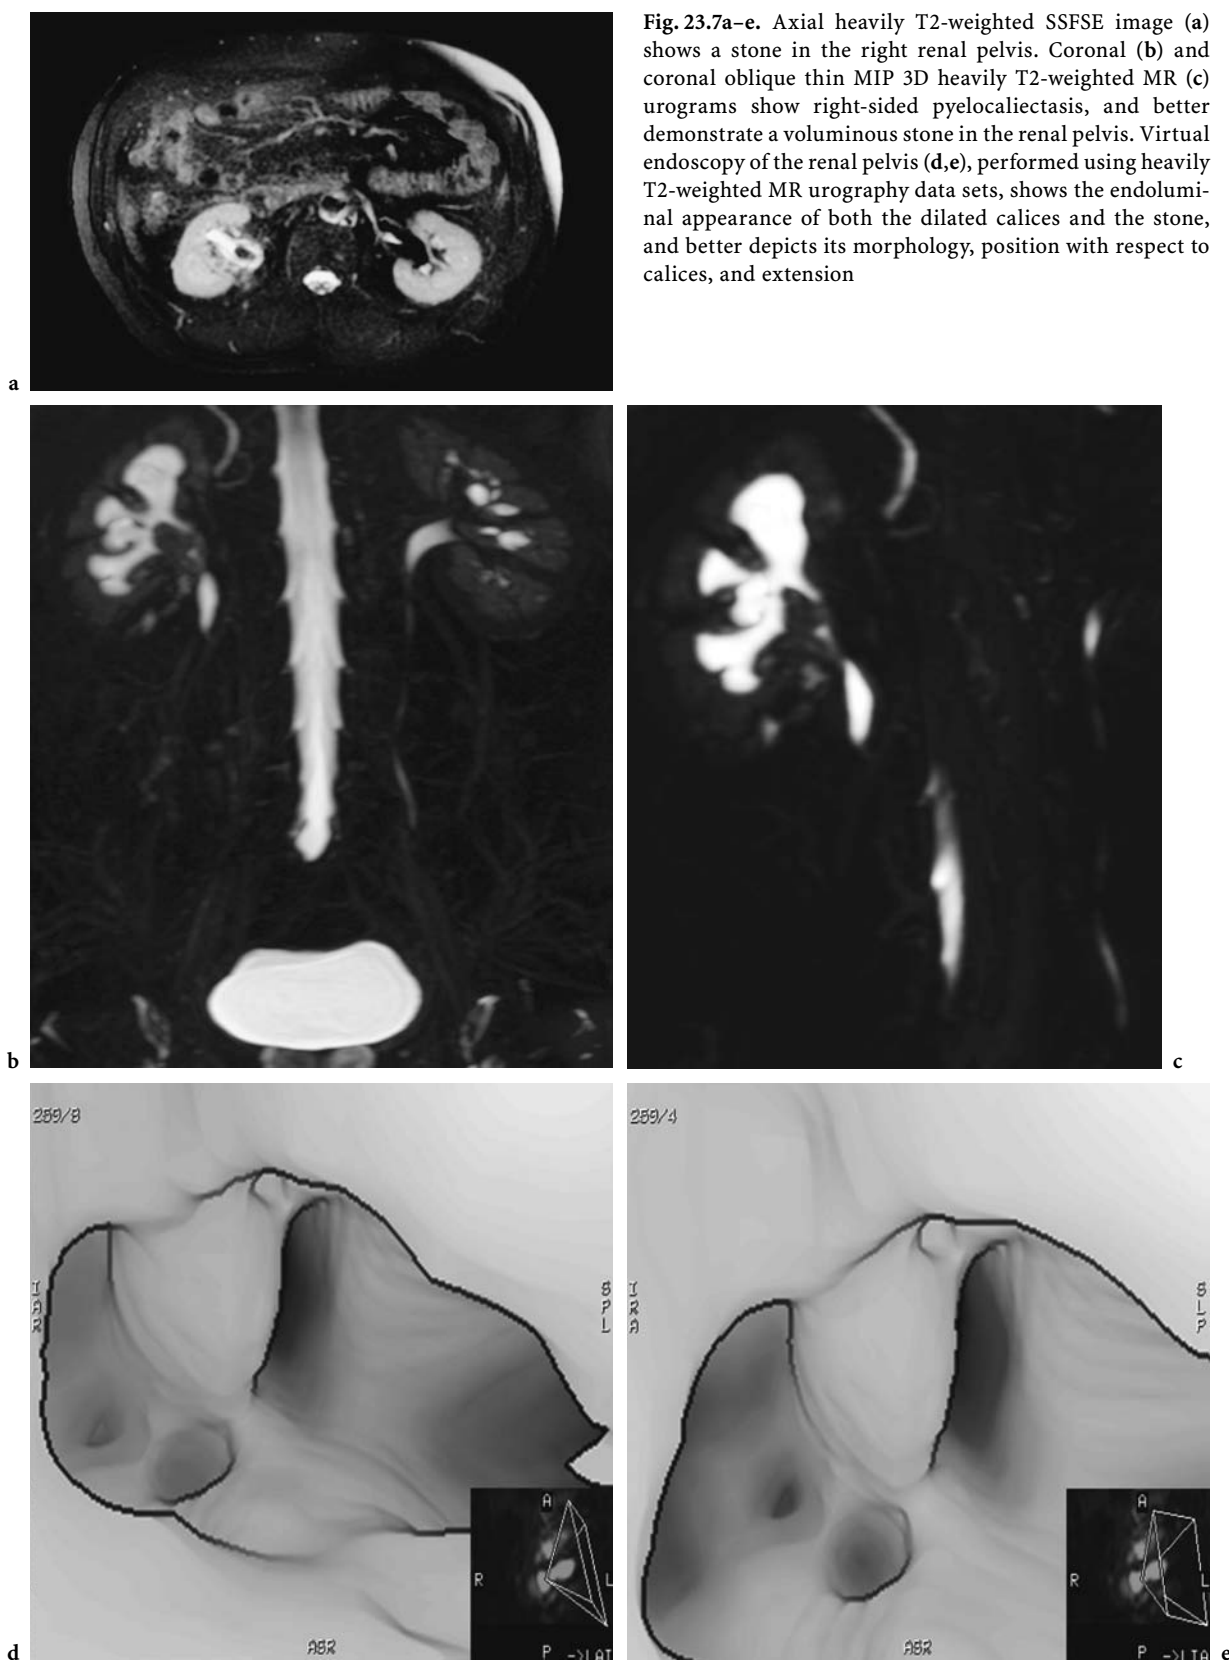 Fig. 23.7a–e. Axial heavily T2-weighted SSFSE image (a)
shows a stone in the right renal pelvis. Coronal (b) and
coronal oblique thin MIP 3D heavily T2-weighted MR (c)
urograms show right-sided pyelocaliectasis, and better
demonstrate a voluminous stone in the renal pelvis. Virtual
endoscopy of the renal pelvis (d,e), performed using heavily
T2-weighted MR urography data sets, shows the endolumi-
nal appearance of both the dilated calices and the stone,
and better depicts its morphology, position with respect to
calices, and extension
a
b
c
259/8
I
A
R
S
P
L
A
R
L
P
ASR
d
259/4
I
R
A
S
L
P
A
R
L
P
ASR
e